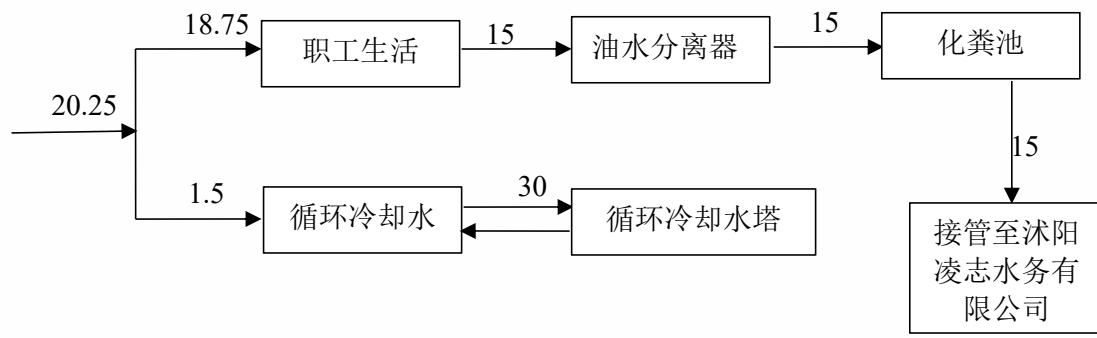 18.75
职工生活
15
油水分离器
15
化粪池
20.25
15
1.5
循环冷却水
30
循环冷却水塔
接管至沭阳
凌志水务有
限公司